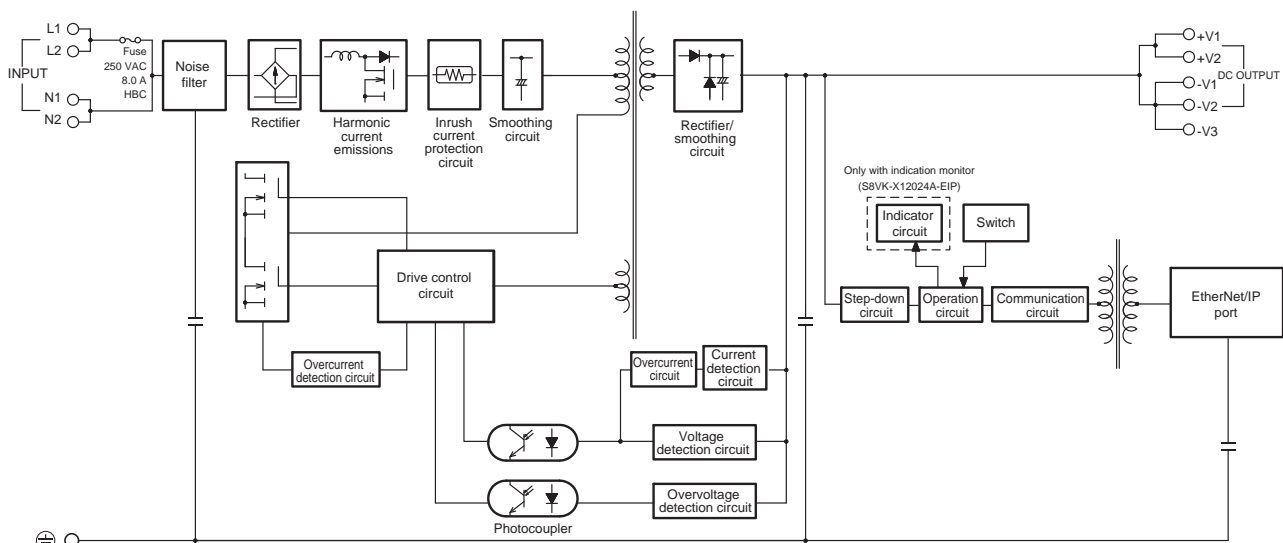 L1
L2
INPUT
N1
N2
Fuse
250 VAC
8.0 A
HBC
Noise
filter
Rectifier
Harmonic
current
emissions
Inrush
current
protection
circuit
Smoothing
circuit
Rectifier/
smoothing
circuit
+V1
+V2
DC OUTPUT
-V1
-V2
-V3
Only with indication monitor
(S8VK-X12024A-EIP)
Indicator
circuit
Switch
Drive control
circuit
Step-down
circuit
Operation
circuit
Communication
circuit
EtherNet/IP
port
Overcurrent
detection circuit
Overcurrent
circuit
Current
detection
circuit
Voltage
detection circuit
Overvoltage
detection circuit
Photocoupler